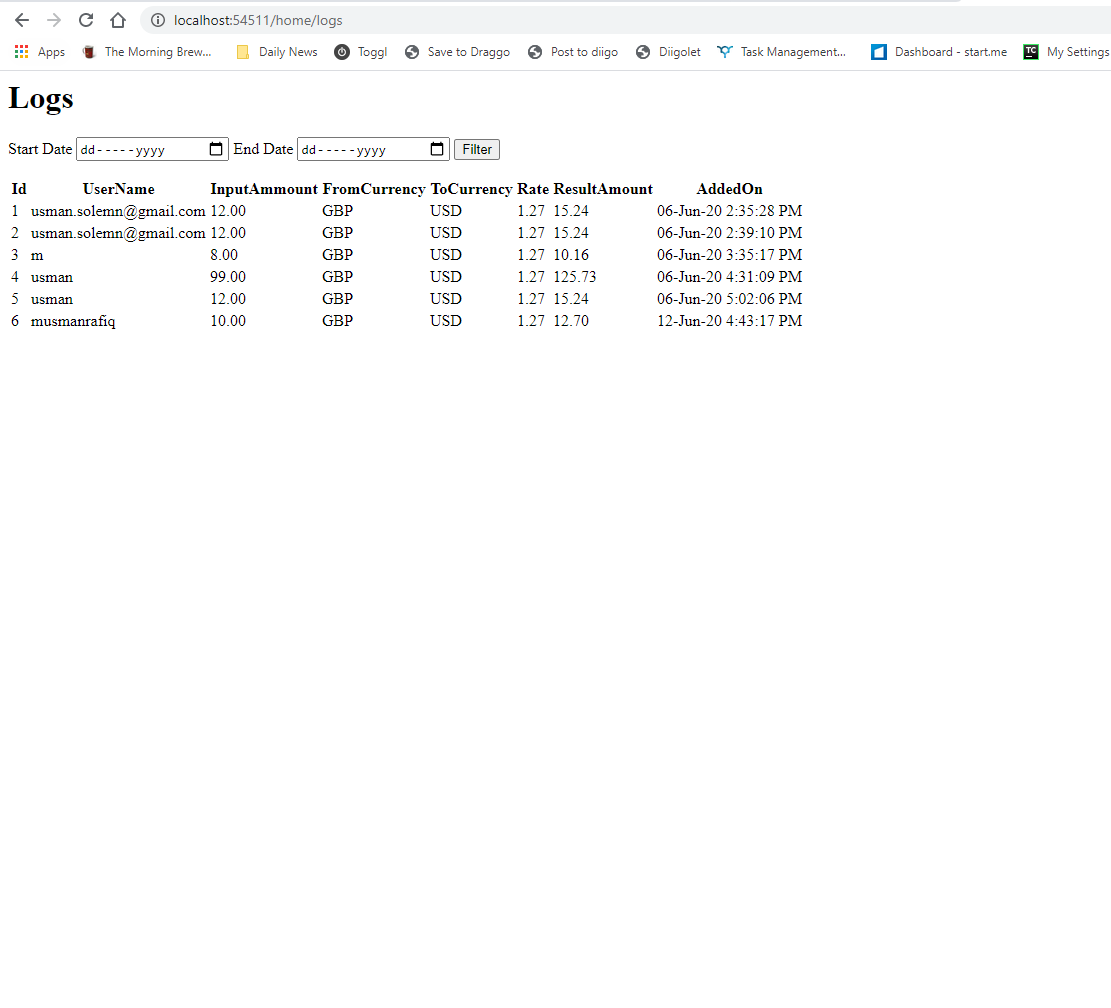 localhost:54511/home/logs
Apps The Morning Brew... Daily News Toggl Save to Draggo Post to diigo Diigolet Task Management... Dashboard - start.me TC My Settings
Logs
Start Date dd-----yyyy End Date dd-----yyyy Filter
Id UserName InputAmmount FromCurrency ToCurrency Rate ResultAmount AddedOn
1 usman.solemn@gmail.com 12.00 GBP USD 1.27 15.24 06-Jun-20 2:35:28 PM
2 usman.solemn@gmail.com 12.00 GBP USD 1.27 15.24 06-Jun-20 2:39:10 PM
3 m 8.00 GBP USD 1.27 10.16 06-Jun-20 3:35:17 PM
4 usman 99.00 GBP USD 1.27 125.73 06-Jun-20 4:31:09 PM
5 usman 12.00 GBP USD 1.27 15.24 06-Jun-20 5:02:06 PM
6 musmanrafiq 10.00 GBP USD 1.27 12.70 12-Jun-20 4:43:17 PM